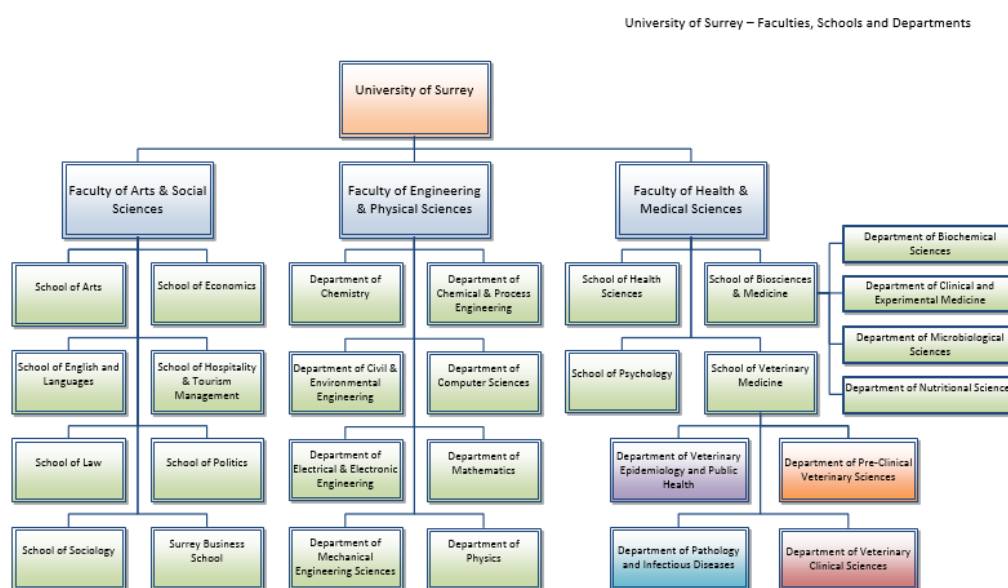 University of Surrey – Faculties, Schools and Departments
University of Surrey
Faculty of Arts & Social
Sciences
Faculty of Engineering
& Physical Sciences
Faculty of Health &
Medical Sciences
School of Arts
School of Economics
School of English and
Languages
School of Hospitality
& Tourism
Management
School of Law
School of Politics
School of Sociology
Surrey Business
School
Department of
Chemistry
Department of
Chemical & Process
Engineering
Department of Civil &
Environmental
Engineering
Department of
Computer Sciences
Department of
Electrical & Electronic
Engineering
Department of
Mathematics
Department of
Mechanical
Engineering Sciences
Department of
Physics
School of Health
Sciences
School of Biosciences
& Medicine
Department of Biochemical
Sciences
Department of Clinical and
Experimental Medicine
Department of Microbiological
Sciences
Department of Nutritional Science
School of Psychology
School of Veterinary
Medicine
Department of Veterinary
Epidemiology and Public
Health
Department of Pre-Clinical
Veterinary Sciences
Department of Pathology
and Infectious Diseases
Department of Veterinary
Clinical Sciences